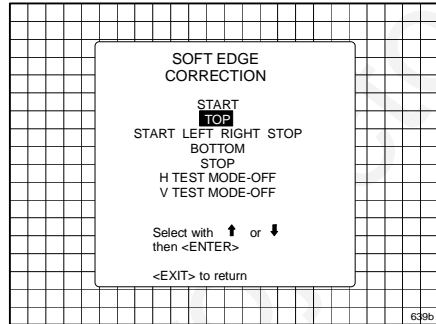 SOFT EDGE
CORRECTION
START
TOP
START LEFT RIGHT STOP
BOTTOM
STOP
H TEST MODE-OFF
V TEST MODE-OFF
Select with ⬆ or ⬇
then <ENTER>
<EXIT> to return
639b